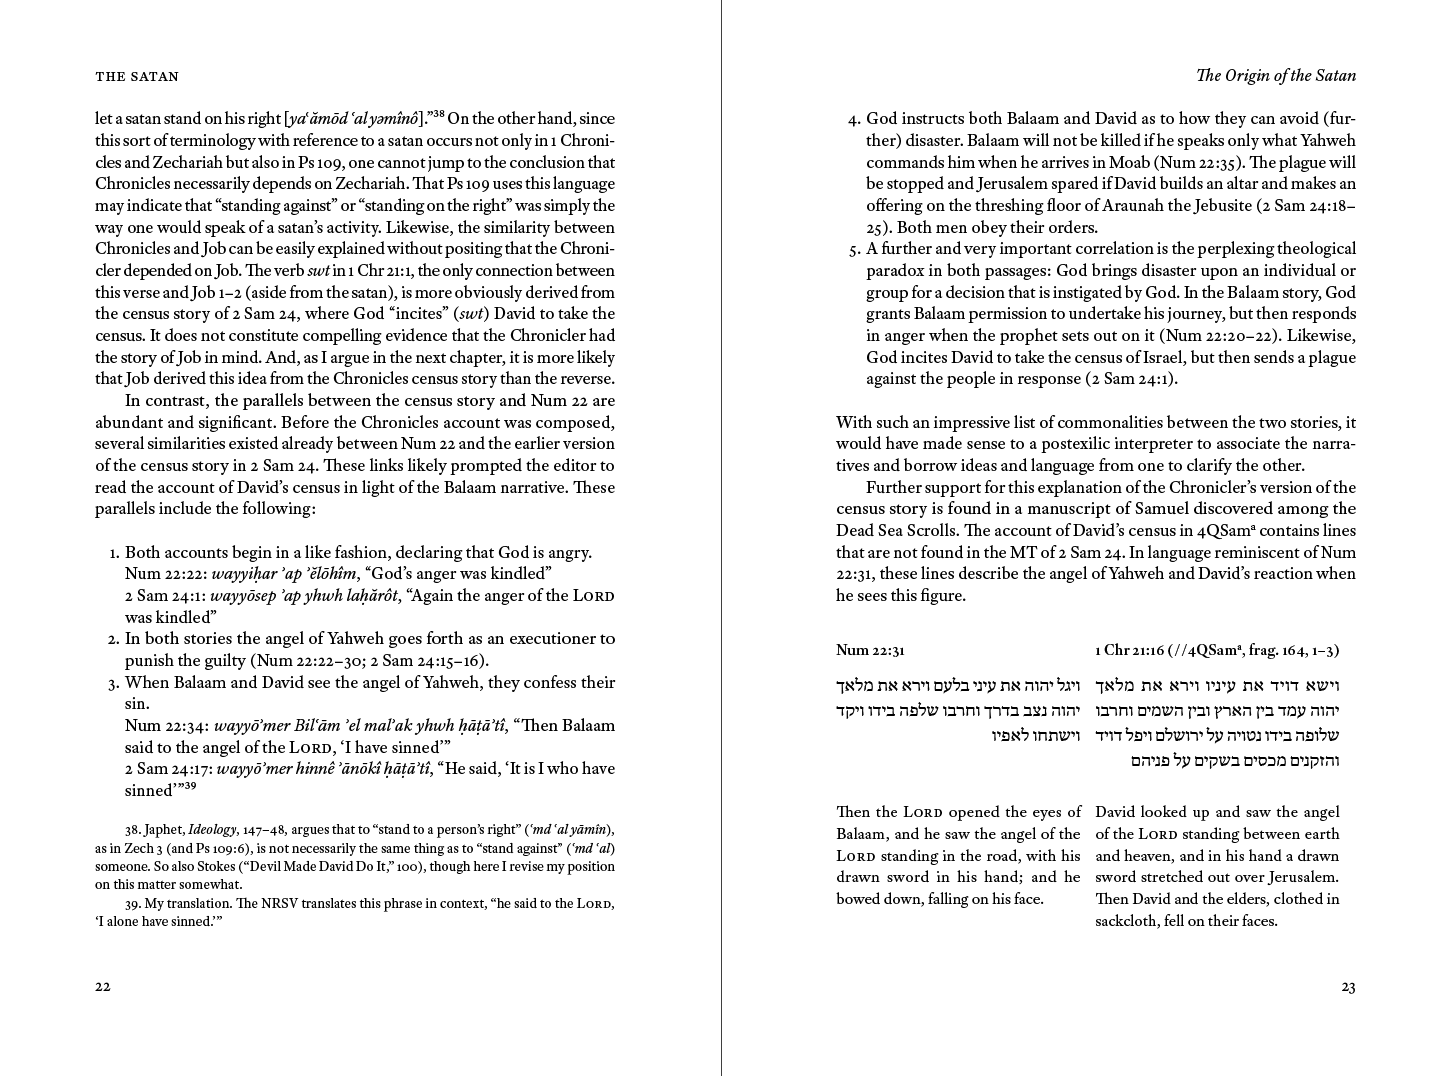 THE SATAN
let a satan stand on his right [yaʿămōd ʿal yəmînô].”³⁸ On the other hand, since
this sort of terminology with reference to a satan occurs not only in 1 Chroni-
cles and Zechariah but also in Ps 109, one cannot jump to the conclusion that
Chronicles necessarily depends on Zechariah. That Ps 109 uses this language
may indicate that “standing against” or “standing on the right” was simply the
way one would speak of a satan’s activity. Likewise, the similarity between
Chronicles and Job can be easily explained without positing that the Chroni-
cler depended on Job. The verb swt in 1 Chr 21:1, the only connection between
this verse and Job 1–2 (aside from the satan), is more obviously derived from
the census story of 2 Sam 24, where God “incites” (swt) David to take the
census. It does not constitute compelling evidence that the Chronicler had
the story of Job in mind. And, as I argue in the next chapter, it is more likely
that Job derived this idea from the Chronicles census story than the reverse.
In contrast, the parallels between the census story and Num 22 are
abundant and significant. Before the Chronicles account was composed,
several similarities existed already between Num 22 and the earlier version
of the census story in 2 Sam 24. These links likely prompted the editor to
read the account of David’s census in light of the Balaam narrative. These
parallels include the following:
1. Both accounts begin in a like fashion, declaring that God is angry.
Num 22:22: wayyiḥar ʾap ʾĕlōhîm, “God’s anger was kindled”
2 Sam 24:1: wayyōsep ʾap yhwh laḥărôt, “Again the anger of the LORD
was kindled”
2. In both stories the angel of Yahweh goes forth as an executioner to
punish the guilty (Num 22:22–30; 2 Sam 24:15–16).
3. When Balaam and David see the angel of Yahweh, they confess their
sin.
Num 22:34: wayyōʾmer Bilʿām ʾel malʾak yhwh ḥāṭāʾtî, “Then Balaam
said to the angel of the LORD, ‘I have sinned’”
2 Sam 24:17: wayyōʾmer hinnê ʾānōkî ḥāṭāʾtî, “He said, ‘It is I who have
sinned’”³⁹
38. Japhet, Ideology, 147–48, argues that to “stand to a person’s right” (ʿmd ʿal yāmîn),
as in Zech 3 (and Ps 109:6), is not necessarily the same thing as to “stand against” (ʿmd ʿal)
someone. So also Stokes (“Devil Made David Do It,” 100), though here I revise my position
on this matter somewhat.
39. My translation. The NRSV translates this phrase in context, “he said to the LORD,
‘I alone have sinned.’”
22
The Origin of the Satan
4. God instructs both Balaam and David as to how they can avoid (fur-
ther) disaster. Balaam will not be killed if he speaks only what Yahweh
commands him when he arrives in Moab (Num 22:35). The plague will
be stopped and Jerusalem spared if David builds an altar and makes an
offering on the threshing floor of Araunah the Jebusite (2 Sam 24:18–
25). Both men obey their orders.
5. A further and very important correlation is the perplexing theological
paradox in both passages: God brings disaster upon an individual or
group for a decision that is instigated by God. In the Balaam story, God
grants Balaam permission to undertake his journey, but then responds
in anger when the prophet sets out on it (Num 22:20–22). Likewise,
God incites David to take the census of Israel, but then sends a plague
against the people in response (2 Sam 24:1).
With such an impressive list of commonalities between the two stories, it
would have made sense to a postexilic interpreter to associate the narra-
tives and borrow ideas and language from one to clarify the other.
Further support for this explanation of the Chronicler’s version of the
census story is found in a manuscript of Samuel discovered among the
Dead Sea Scrolls. The account of David’s census in 4QSamᵃ contains lines
that are not found in the MT of 2 Sam 24. In language reminiscent of Num
22:31, these lines describe the angel of Yahweh and David’s reaction when
he sees this figure.
Num 22:31
ויגל יהוה את עיני בלעם וירא את מלאך
יהוה נצב בדרך וחרבו שלפה בידו ויקד
וישתחו לאפיו
Then the LORD opened the eyes of
Balaam, and he saw the angel of the
LORD standing in the road, with his
drawn sword in his hand; and he
bowed down, falling on his face.
1 Chr 21:16 (//4QSamᵃ, frag. 164, 1–3)
וישא דויד את עיניו וירא את מלאך
יהוה עמד בין הארץ ובין השמים וחרבו
שלופה בידו נטויה על ירושלם ויפל דויד
והזקנים מכסים בשקים על פניהם
David looked up and saw the angel
of the LORD standing between earth
and heaven, and in his hand a drawn
sword stretched out over Jerusalem.
Then David and the elders, clothed in
sackcloth, fell on their faces.
23